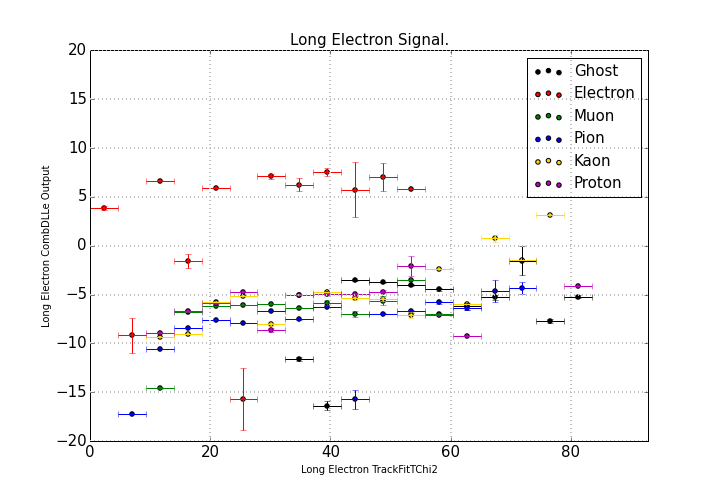 Long Electron Signal.
20
15
10
5
0
−5
−10
−15
−20
Long Electron CombDLLe Output
0
20
40
60
80
Long Electron TrackFitTChi2
Ghost
Electron
Muon
Pion
Kaon
Proton